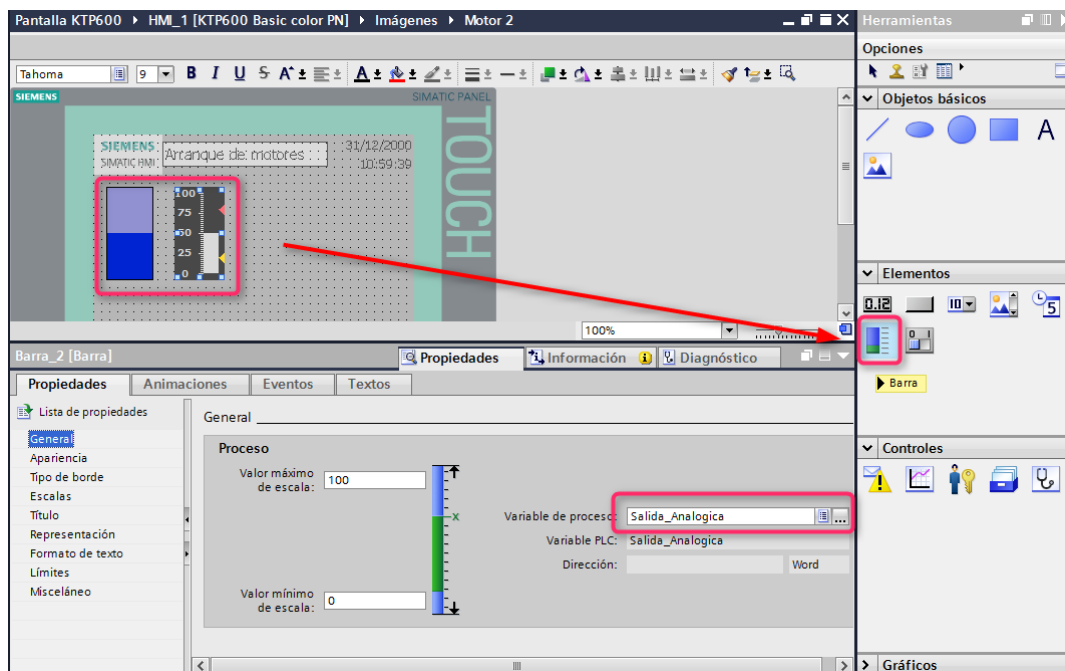 Pantalla KTP600 ▸ HMI_1 [KTP600 Basic color PN] ▸ Imágenes ▸ Motor 2
Herramientas
Opciones
Tahoma 9 B I U S A A
SIEMENS SIMATIC PANEL
TOUCH
SIEMENS
SIMATIC HMI
Arranque de motores
31/12/2000
10:59:39
100
75
50
25
0
100%
Objetos básicos
A
Elementos
0.12 10 5
0 1
Barra
Controles
Gráficos
Barra_2 [Barra]
Propiedades Información Diagnóstico
Propiedades Animaciones Eventos Textos
Lista de propiedades
General
Apariencia
Tipo de borde
Escalas
Título
Representación
Formato de texto
Límites
Misceláneo
General
Proceso
Valor máximo
de escala: 100
x
Variable de proceso: Salida_Analogica ...
Variable PLC: Salida_Analogica
Dirección: Word
Valor mínimo
de escala: 0